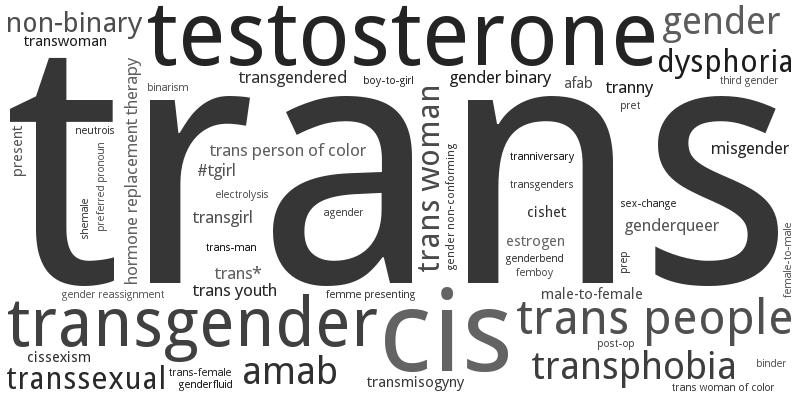 non-binary
testosterone
gender
transwoman
dysphoria
transgendered
boy-to-girl
gender binary
afab
tranny
third gender
binarism
trans
pret
present
neutrois
preferred pronoun
shemale
hormone replacement therapy
trans person of color
#tgirl
electrolysis
transgirl
agender
trans-man
trans*
trans youth
trans woman
gender non-conforming
tranniversary
transgenders
cishet
estrogen
genderbend
femboy
misgender
sex-change
genderqueer
prep
female-to-male
gender reassignment
femme presenting
male-to-female
transgender
cis
trans people
post-op
cissexism
transsexual
trans-female
genderfluid
amab
transmisogyny
transphobia
binder
trans woman of color